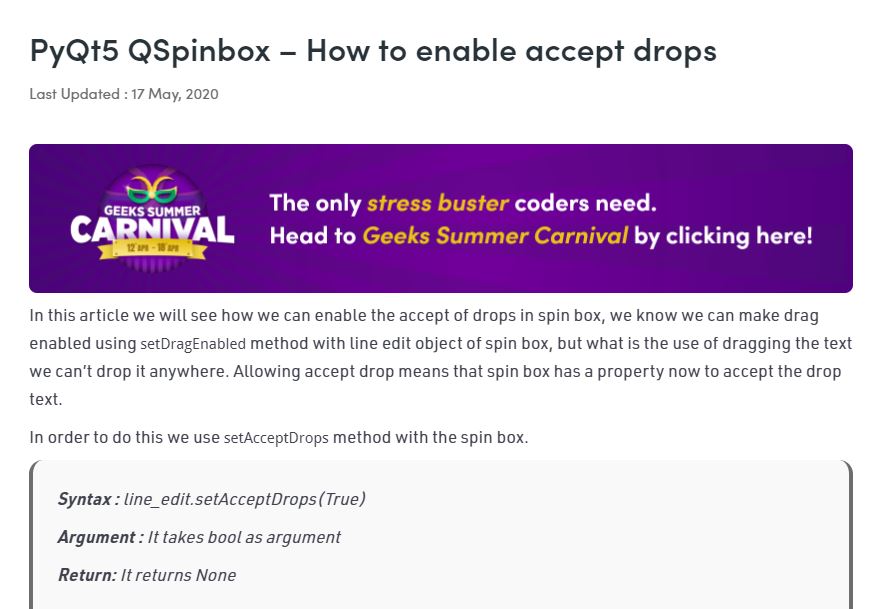 PyQt5 QSpinbox – How to enable accept drops
Last Updated : 17 May, 2020
GEEKS SUMMER
CARNIVAL
12 APR - 18 APR
The only stress buster coders need.
Head to Geeks Summer Carnival by clicking here!
In this article we will see how we can enable the accept of drops in spin box, we know we can make drag
enabled using setDragEnabled method with line edit object of spin box, but what is the use of dragging the text
we can't drop it anywhere. Allowing accept drop means that spin box has a property now to accept the drop
text.
In order to do this we use setAcceptDrops method with the spin box.
Syntax : line_edit.setAcceptDrops(True)
Argument : It takes bool as argument
Return: It returns None